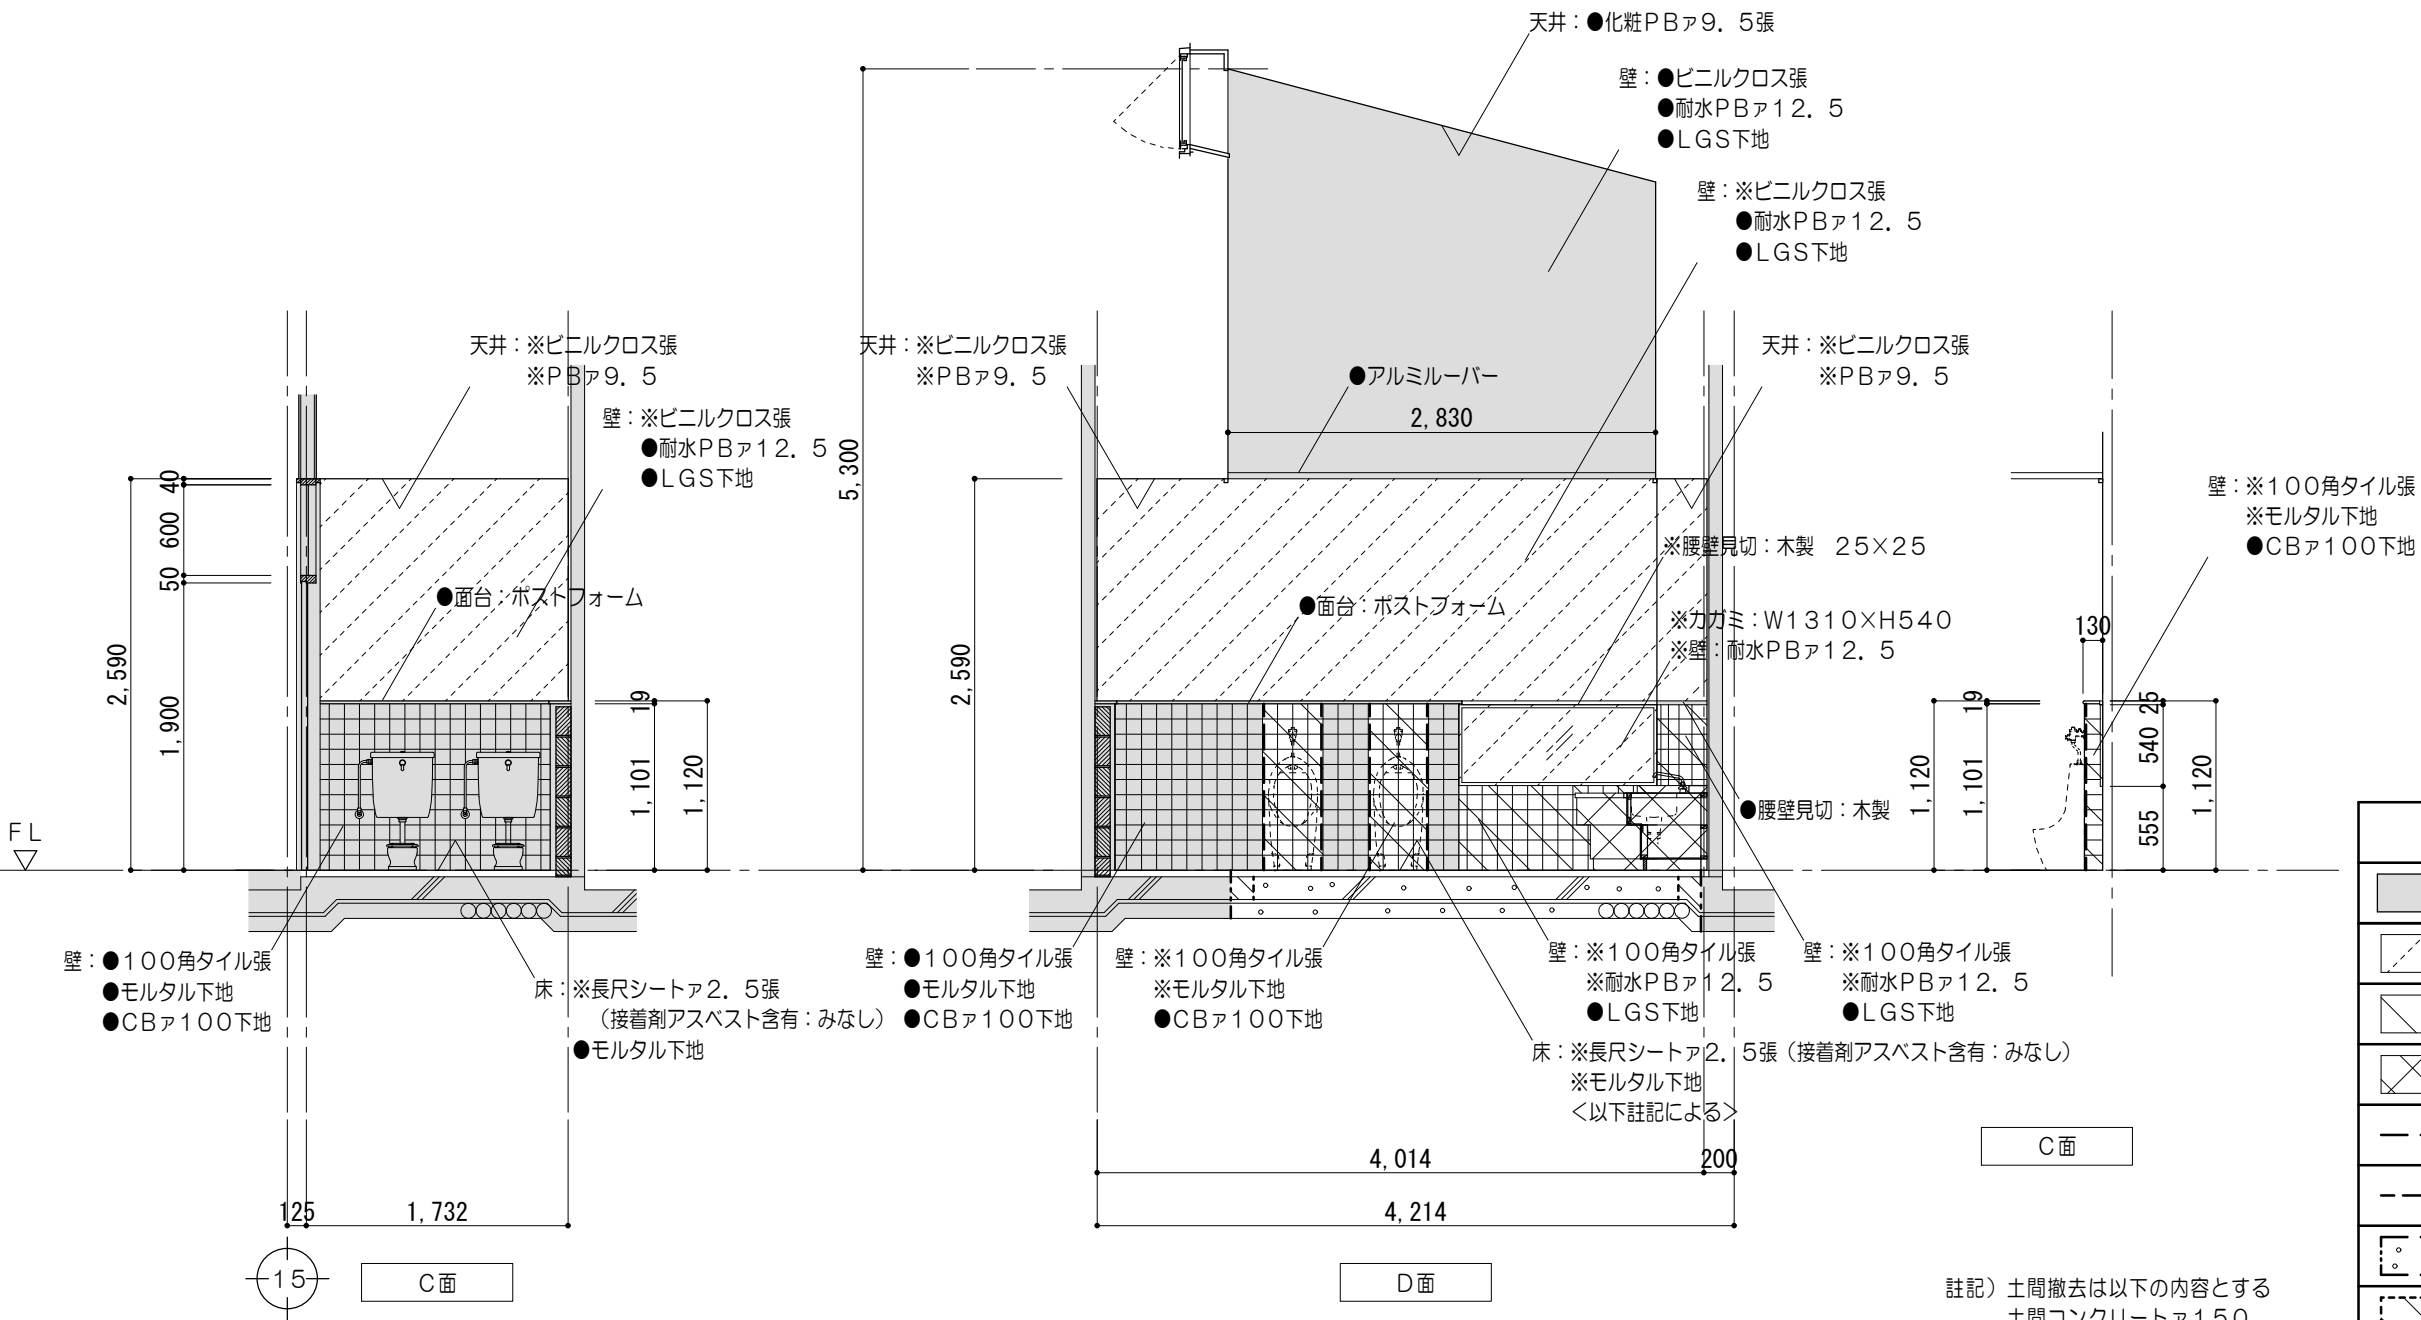 天井：●化粧PBァ9．5張
壁：●ビニルクロス張
●耐水PBァ12．5
●LGS下地
壁：※ビニルクロス張
●耐水PBァ12．5
●LGS下地
天井：※ビニルクロス張
※PBァ9．5
壁：※ビニルクロス張
●耐水PBァ12．5
●LGS下地
天井：※ビニルクロス張
※PBァ9．5
●アルミルーバー
2,830
天井：※ビニルクロス張
※PBァ9．5
5,300
40
600
50
1,900
2,590
●面台：ポストフォーム
19
1,101
1,120
2,590
●面台：ポストフォーム
※腰壁見切：木製　25×25
※カガミ：W1310×H540
※壁：耐水PBァ12．5
●腰壁見切：木製
壁：※100角タイル張
※モルタル下地
●CBァ100下地
130
19
1,101
1,120
25
540
555
1,120
FL
壁：●100角タイル張
●モルタル下地
●CBァ100下地
床：※長尺シートァ2．5張
（接着剤アスベスト含有：みなし）
●モルタル下地
壁：●100角タイル張
●モルタル下地
●CBァ100下地
壁：※100角タイル張
※モルタル下地
●CBァ100下地
壁：※100角タイル張
※耐水PBァ12．5
●LGS下地
壁：※100角タイル張
※耐水PBァ12．5
●LGS下地
床：※長尺シートァ2．5張（接着剤アスベスト含有：みなし）
※モルタル下地
＜以下註記による＞
125
1,732
4,014
200
4,214
15
C面
D面
C面
註記）土間撤去は以下の内容とする
土間コンクリートァ150